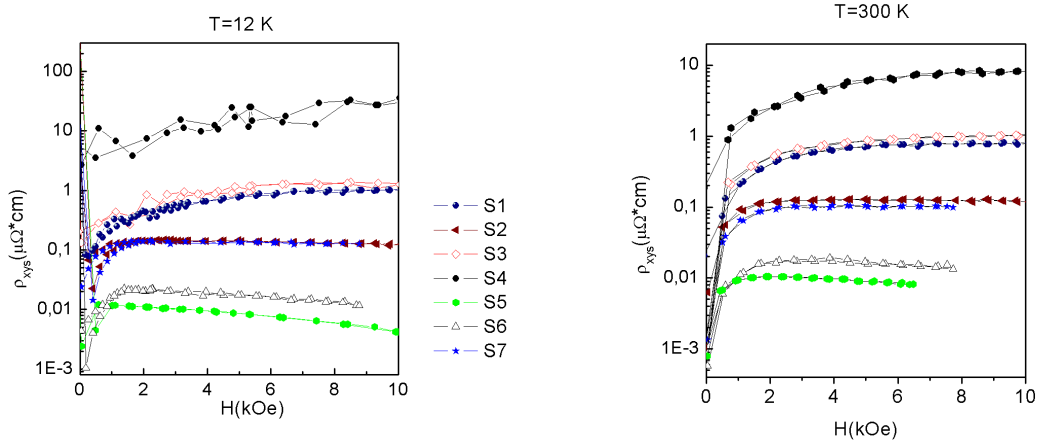 T=12 K
ρxys(μΩ*cm)
100
10
1
0,1
0,01
1E-3
0 2 4 6 8 10
H(kOe)
S1
S2
S3
S4
S5
S6
S7
T=300 K
ρxys(μΩ*cm)
10
1
0,1
0,01
1E-3
0 2 4 6 8 10
H(kOe)